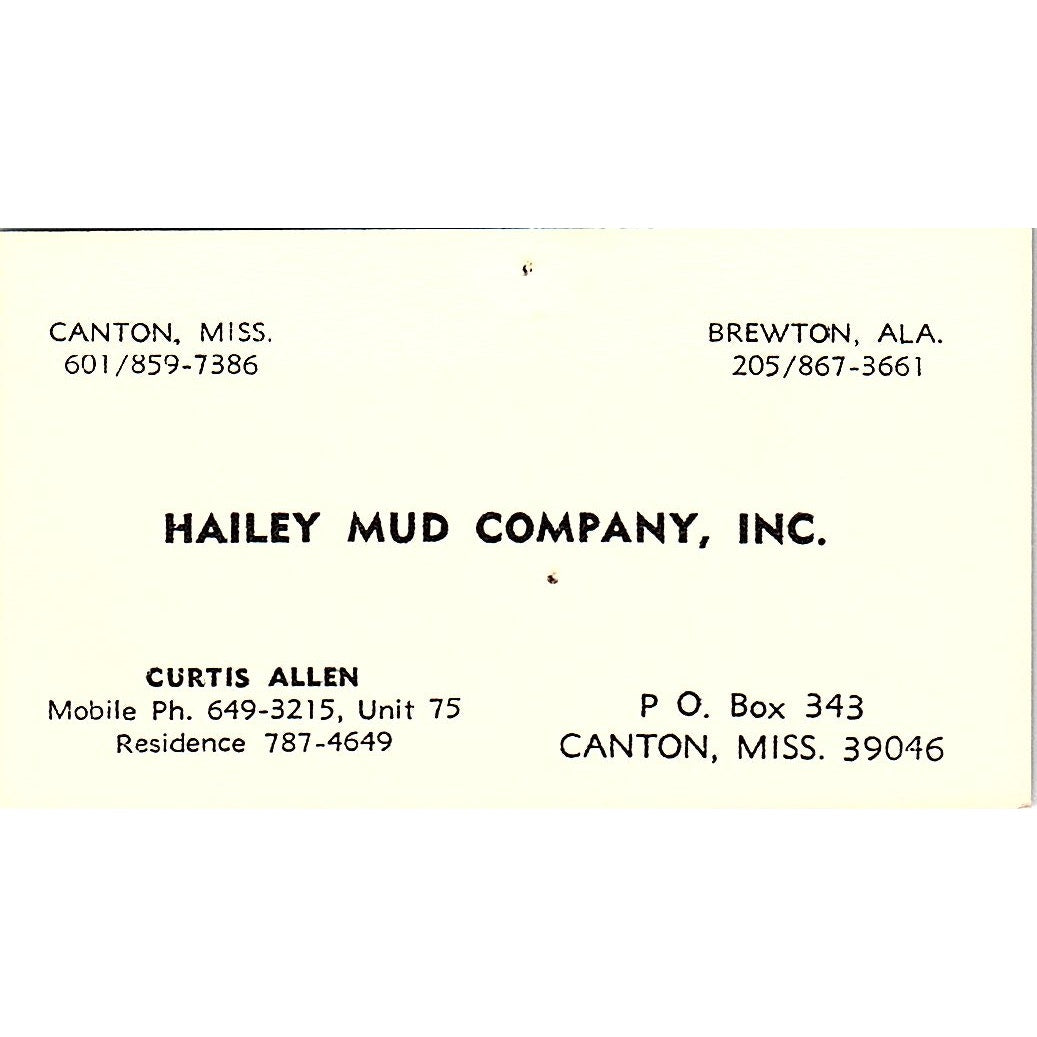 CANTON, MISS.
601/859-7386
BREWTON, ALA.
205/867-3661
HAILEY MUD COMPANY, INC.
CURTIS ALLEN
Mobile Ph. 649-3215, Unit 75
Residence 787-4649
P O. Box 343
CANTON, MISS. 39046